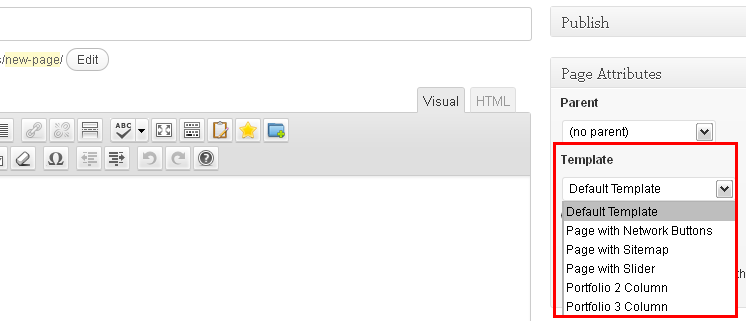 Publish
s/new-page/ Edit
Page Attributes
Visual HTML
Parent
(no parent)
ABC
Template
Default Template
Default Template
Page with Network Buttons
Page with Sitemap
Page with Slider
Portfolio 2 Column
Portfolio 3 Column